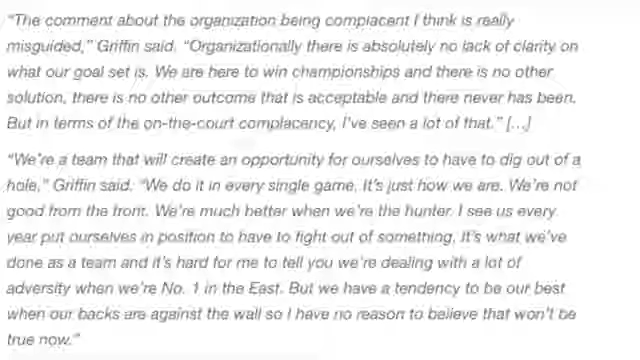 “The comment about the organization being complacent I think is really
misguided,” Griffin said. “Organizationally there is absolutely no lack of clarity on
what our goal set is. We are here to win championships and there is no other
solution, there is no other outcome that is acceptable and there never has been.
But in terms of the on-the-court complacency, I’ve seen a lot of that.” [...]
“We’re a team that will create an opportunity for ourselves to have to dig out of a
hole,” Griffin said. “We do it in every single game. It’s just how we are. We’re not
good from the front. We’re much better when we’re the hunter. I see us every
year put ourselves in position to have to fight out of something. It’s what we’ve
done as a team and it’s hard for me to tell you we’re dealing with a lot of
adversity when we’re No. 1 in the East. But we have a tendency to be our best
when our backs are against the wall so I have no reason to believe that won’t be
true now.”